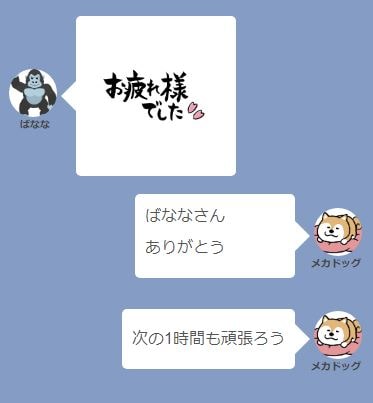 お疲れ様
でした
ばなな
ばななさん
ありがとう
メカドッグ
次の1時間も頑張ろう
メカドッグ